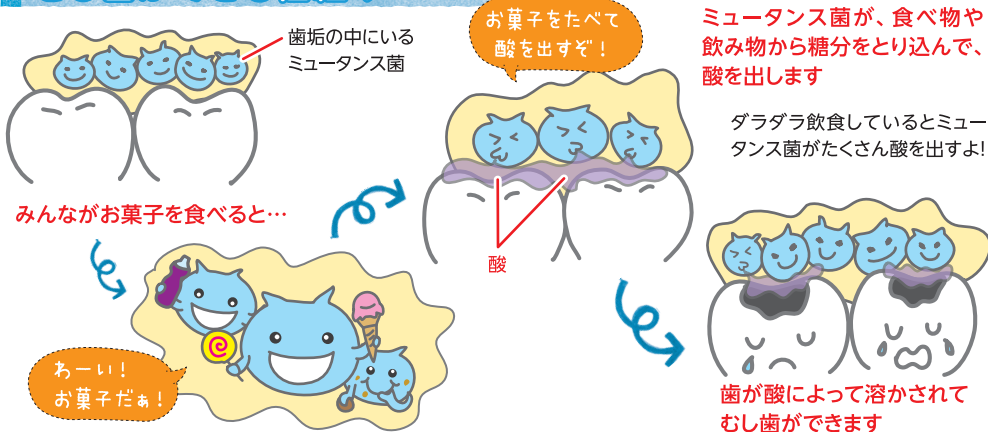 歯垢の中にいる
ミュータンス菌
みんながお菓子を食べると…
わーい！
お菓子だぁ！
お菓子をたべて
酸を出すぞ！
酸
ミュータンス菌が、食べ物や
飲み物から糖分をとり込んで、
酸を出します
ダラダラ飲食しているとミュー
タンス菌がたくさん酸を出すよ!
歯が酸によって溶かされて
むし歯ができます